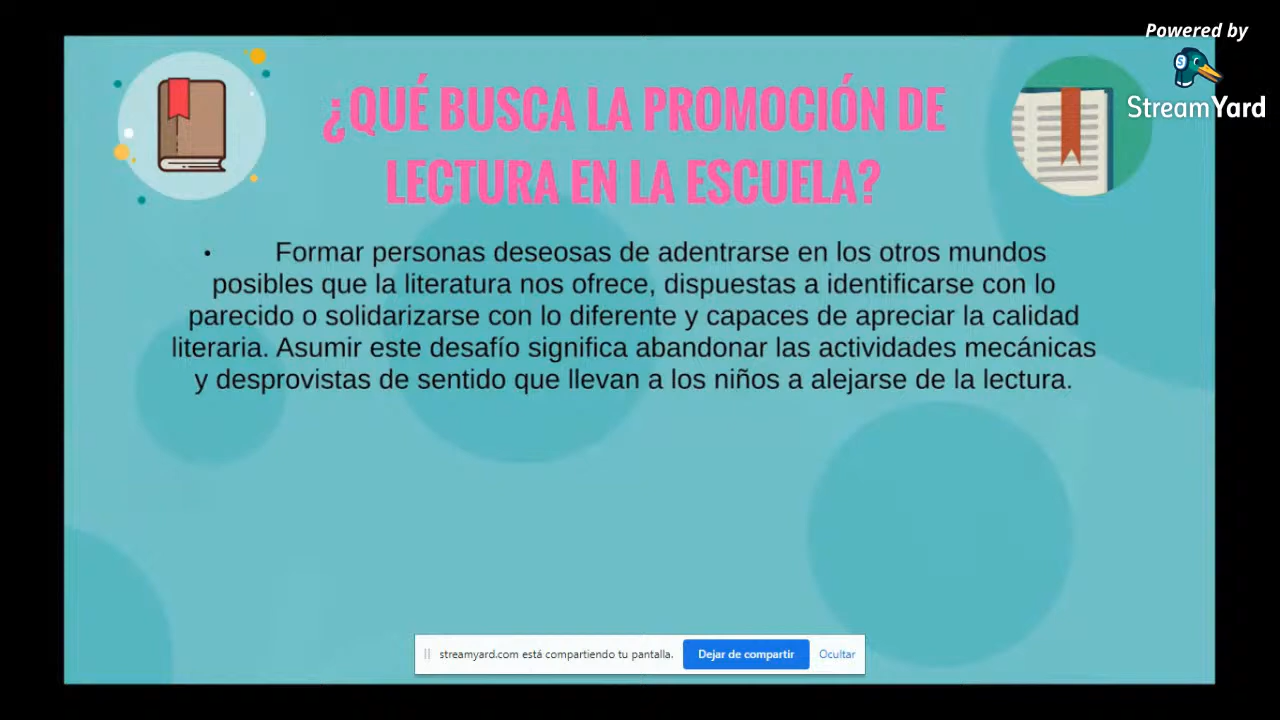 Powered by
StreamYard
¿QUÉ BUSCA LA PROMOCIÓN DE
LECTURA EN LA ESCUELA?
• Formar personas deseosas de adentrarse en los otros mundos
posibles que la literatura nos ofrece, dispuestas a identificarse con lo
parecido o solidarizarse con lo diferente y capaces de apreciar la calidad
literaria. Asumir este desafío significa abandonar las actividades mecánicas
y desprovistas de sentido que llevan a los niños a alejarse de la lectura.
streamyard.com está compartiendo tu pantalla.
Dejar de compartir
Ocultar